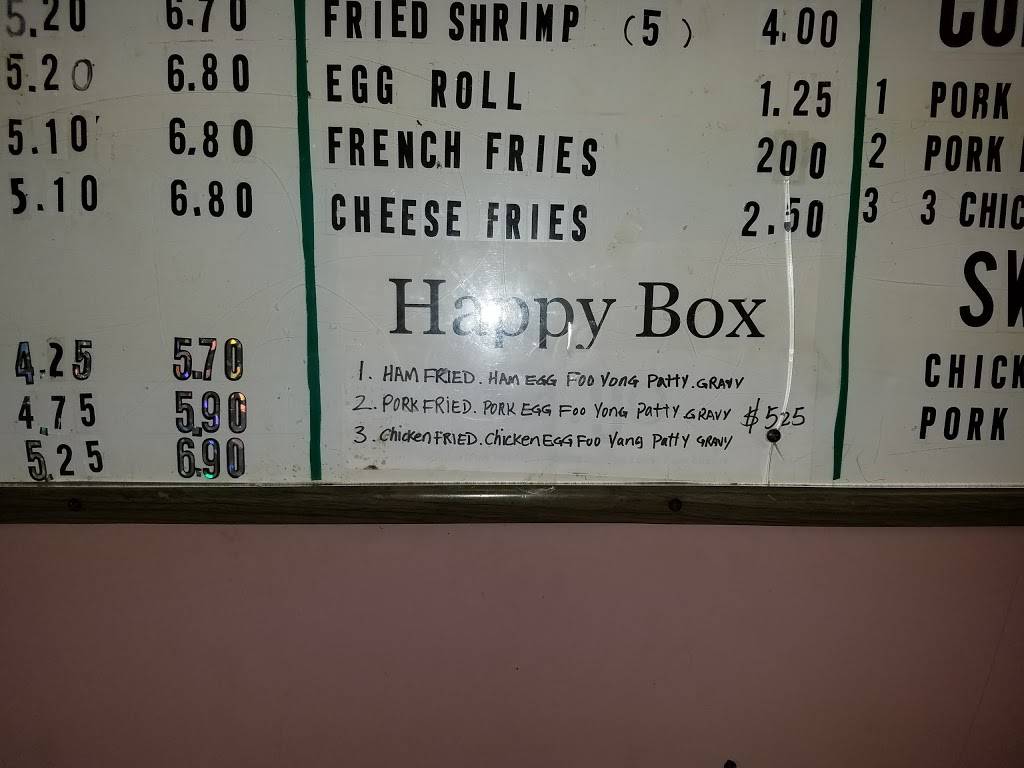 5.20 6.70
5.20 6.80
5.10 6.80
5.10 6.80
4.25 5.70
4.75 5.90
5.25 6.90
FRIED SHRIMP (5) 4.00
EGG ROLL 1.25
FRENCH FRIES 200
CHEESE FRIES 2.50
Happy Box
1. HAM FRIED. HAM EGG Foo Yong Patty. GRAVY
2. PORK FRIED. PORK EGG Foo Yong Patty GRAVY $525
3. Chicken FRIED. Chicken EGG Foo Yang Patty GRAVY
1 PORK
2 PORK
3 3 CHIC
CHICK
PORK